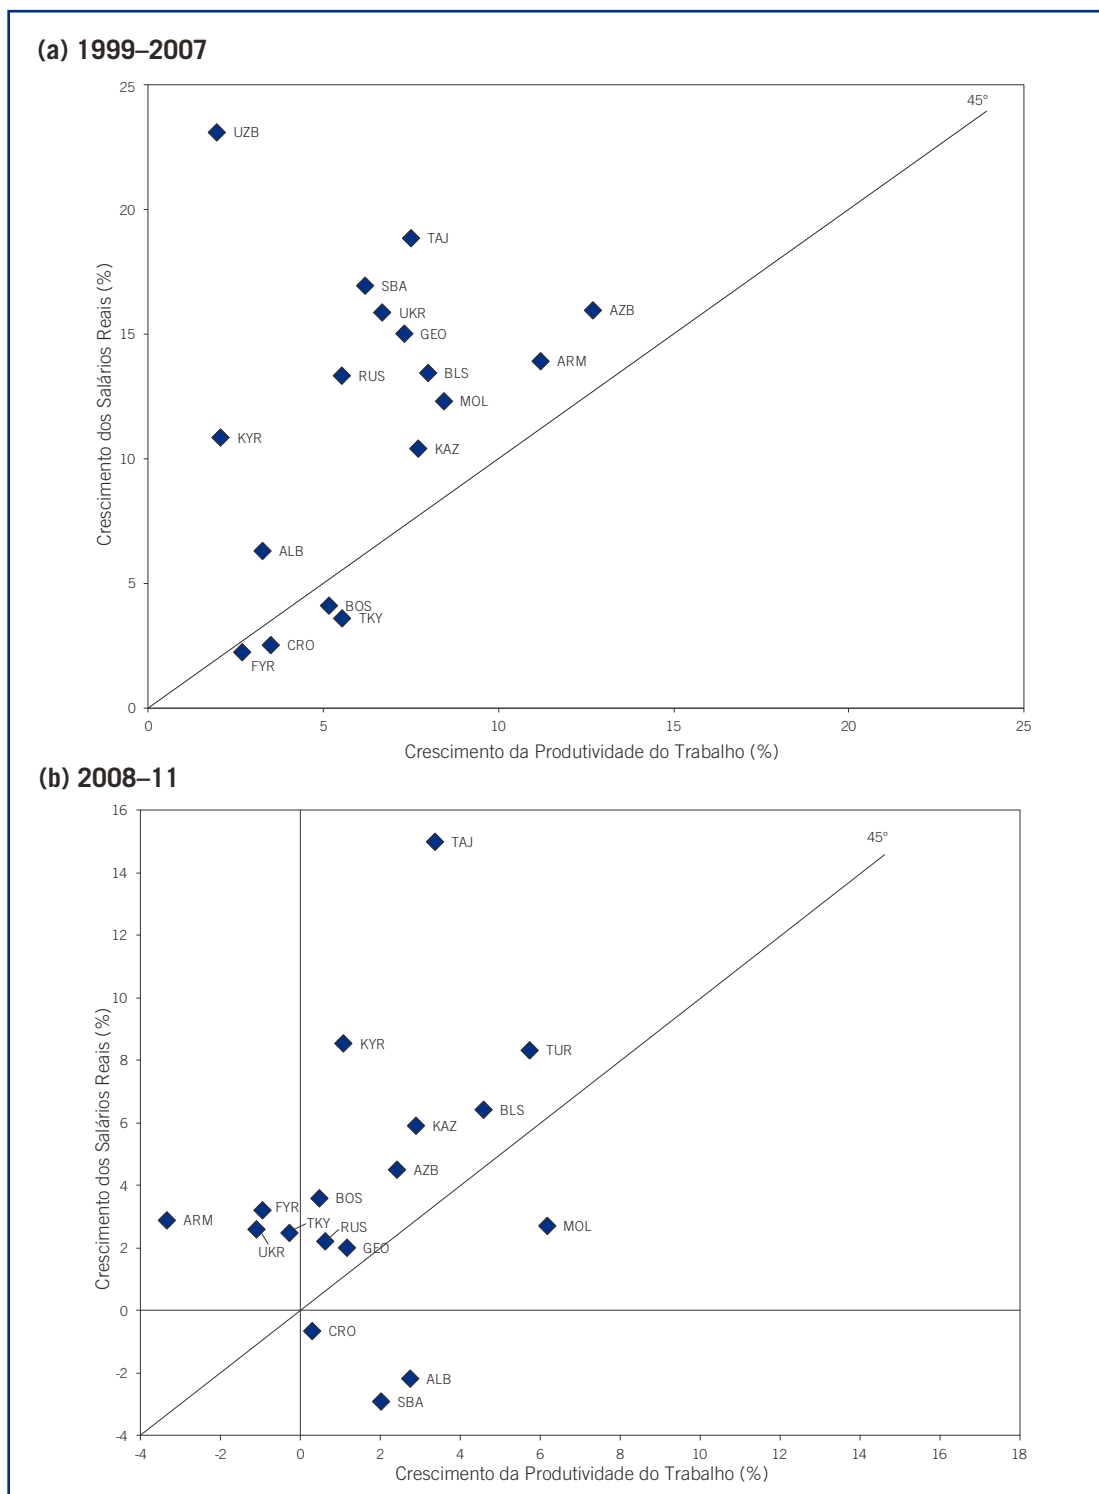 (a) 1999–2007
25
45°
UZB
20
TAJ
SBA
AZB
UKR
GEO
15
ARM
BLS
RUS
MOL
KYR
KAZ
10
ALB
5
BOS
TKY
CRO
FYR
0
0
5
10
15
20
25
Crescimento dos Salários Reais (%)
Crescimento da Produtividade do Trabalho (%)
(b) 2008–11
16
45°
TAJ
14
12
10
KYR
TUR
8
BLS
KAZ
6
AZB
4
BOS
FYR
ARM
TKY
RUS
MOL
UKR
GEO
2
0
CRO
-2
ALB
SBA
-4
-4
-2
0
2
4
6
8
10
12
14
16
18
Crescimento dos Salários Reais (%)
Crescimento da Produtividade do Trabalho (%)